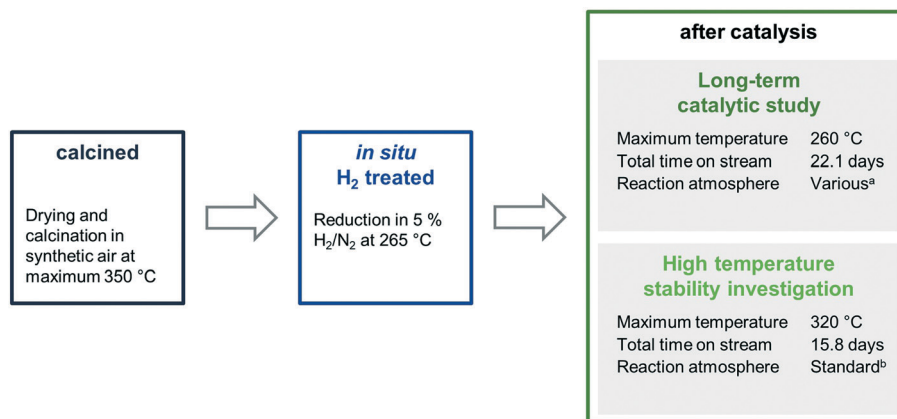 calcined
Drying and
calcination in
synthetic air at
maximum 350 °C
in situ
H₂ treated
Reduction in 5 %
H₂/N₂ at 265 °C
after catalysis
Long-term
catalytic study
Maximum temperature 260 °C
Total time on stream 22.1 days
Reaction atmosphere Variousᵃ
High temperature
stability investigation
Maximum temperature 320 °C
Total time on stream 15.8 days
Reaction atmosphere Standardᵇ